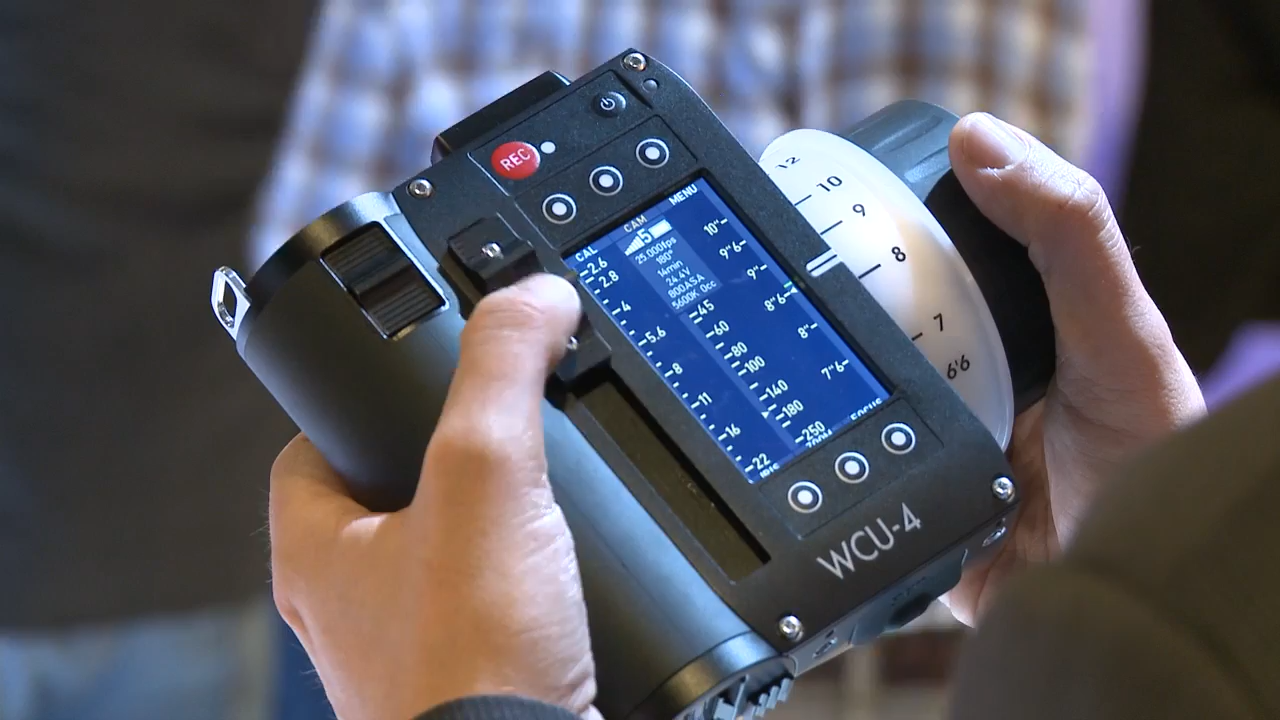 REC
CAL
CAM
MENU
5
25.000fps
180°
14min
24.4V
800ASA
5600K 0cc
2.6
2.8
4
5.6
8
11
16
22
IRIS
45
60
80
100
140
180
250
ZOOM
10"
9"6
9"
8"6
8"
7"6
FOCUS
12
10
9
8
7
6'6
WCU-4